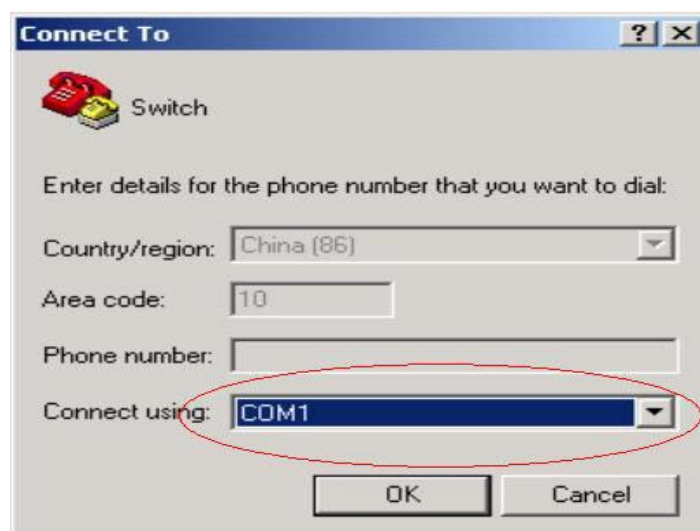 Connect To
Switch
Enter details for the phone number that you want to dial:
Country/region: China (86)
Area code: 10
Phone number:
Connect using: COM1
OK Cancel